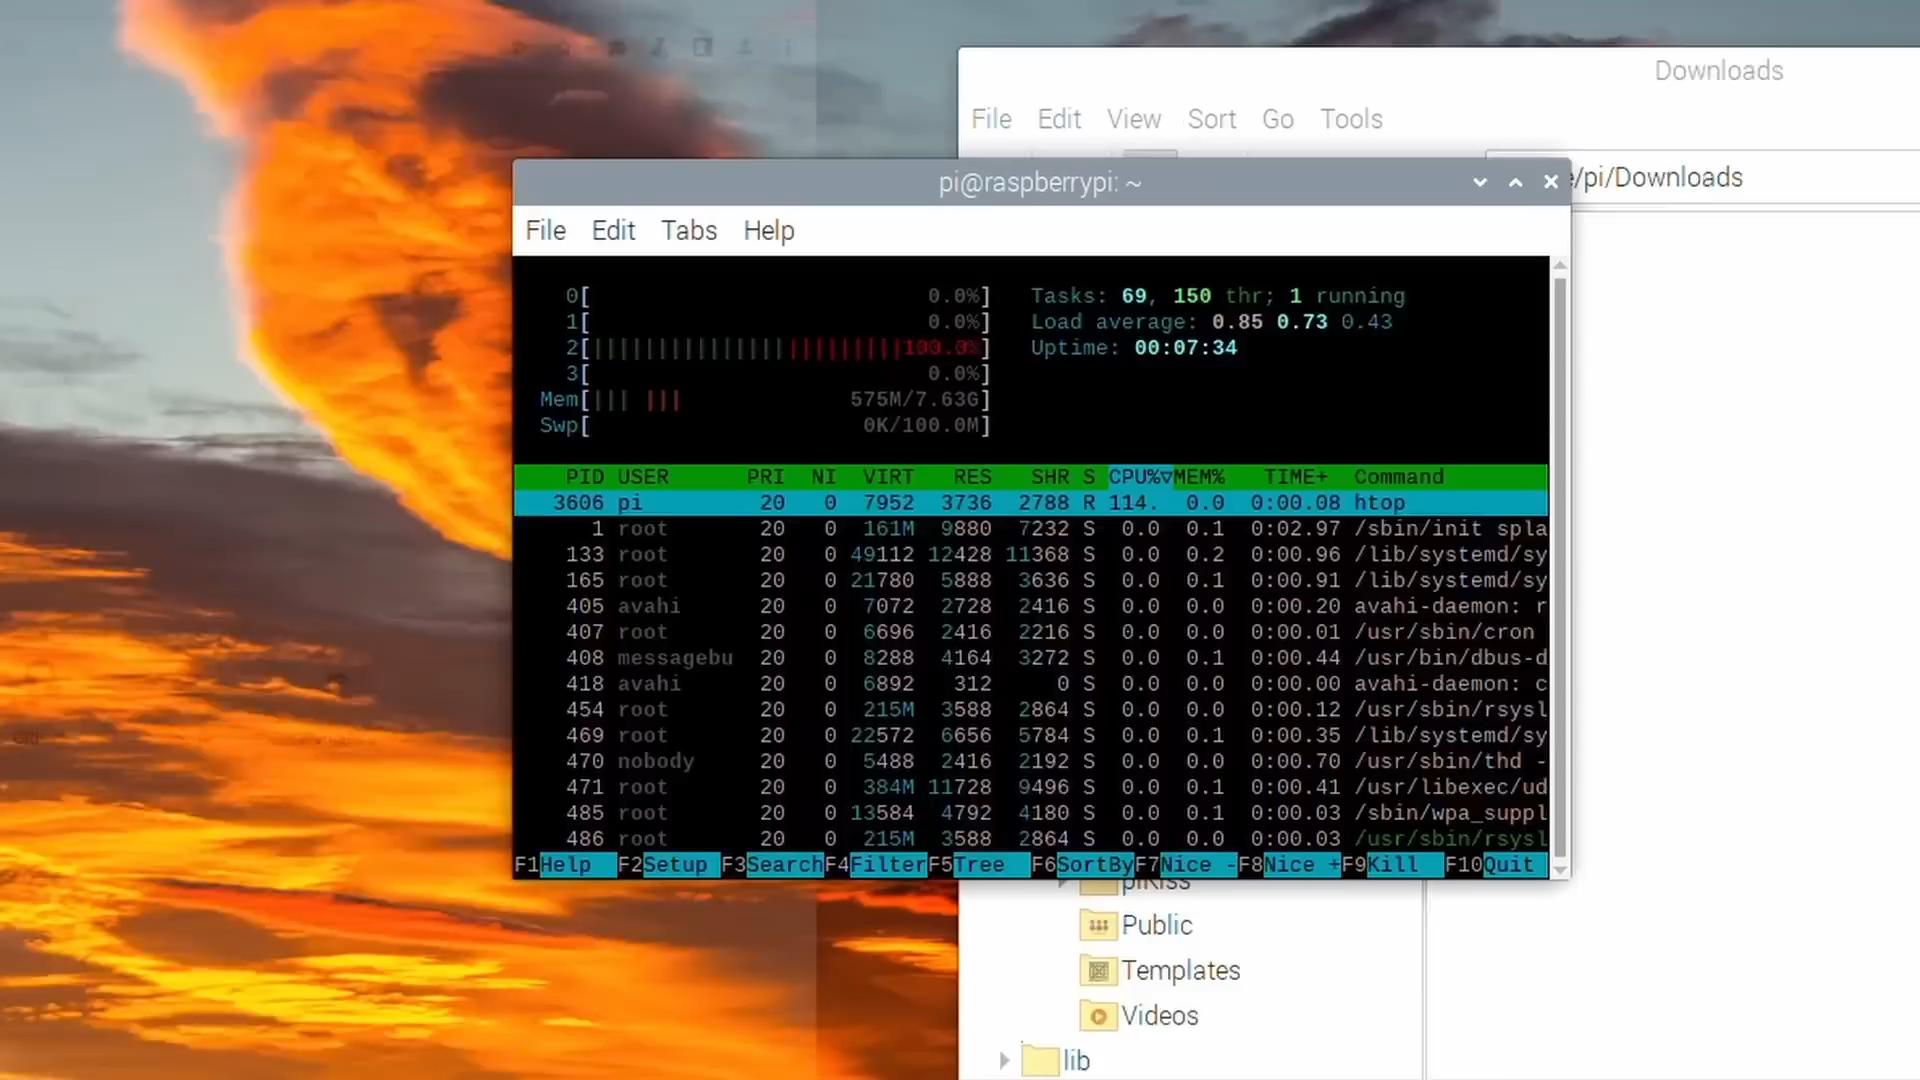 Downloads
File Edit View Sort Go Tools
pi@raspberrypi: ~
/pi/Downloads
File Edit Tabs Help
0[ 0.0%] Tasks: 69, 150 thr; 1 running
1[ 0.0%] Load average: 0.85 0.73 0.43
2[||||||||||||||||||||||||100.0%] Uptime: 00:07:34
3[ 0.0%]
Mem[||| ||| 575M/7.63G]
Swp[ 0K/100.0M]
PID USER PRI NI VIRT RES SHR S CPU%▽MEM% TIME+ Command
3606 pi 20 0 7952 3736 2788 R 114. 0.0 0:00.08 htop
1 root 20 0 161M 9880 7232 S 0.0 0.1 0:02.97 /sbin/init spla
133 root 20 0 49112 12428 11368 S 0.0 0.2 0:00.96 /lib/systemd/sy
165 root 20 0 21780 5888 3636 S 0.0 0.1 0:00.91 /lib/systemd/sy
405 avahi 20 0 7072 2728 2416 S 0.0 0.0 0:00.20 avahi-daemon: r
407 root 20 0 6696 2416 2216 S 0.0 0.0 0:00.01 /usr/sbin/cron
408 messagebu 20 0 8288 4164 3272 S 0.0 0.1 0:00.44 /usr/bin/dbus-d
418 avahi 20 0 6892 312 0 S 0.0 0.0 0:00.00 avahi-daemon: c
454 root 20 0 215M 3588 2864 S 0.0 0.0 0:00.12 /usr/sbin/rsysl
469 root 20 0 22572 6656 5784 S 0.0 0.1 0:00.35 /lib/systemd/sy
470 nobody 20 0 5488 2416 2192 S 0.0 0.0 0:00.70 /usr/sbin/thd -
471 root 20 0 384M 11728 9496 S 0.0 0.1 0:00.41 /usr/libexec/ud
485 root 20 0 13584 4792 4180 S 0.0 0.1 0:00.03 /sbin/wpa_suppl
486 root 20 0 215M 3588 2864 S 0.0 0.0 0:00.03 /usr/sbin/rsysl
F1Help F2Setup F3SearchF4FilterF5Tree F6SortByF7Nice -F8Nice +F9Kill F10Quit
piKiss
Public
Templates
Videos
lib